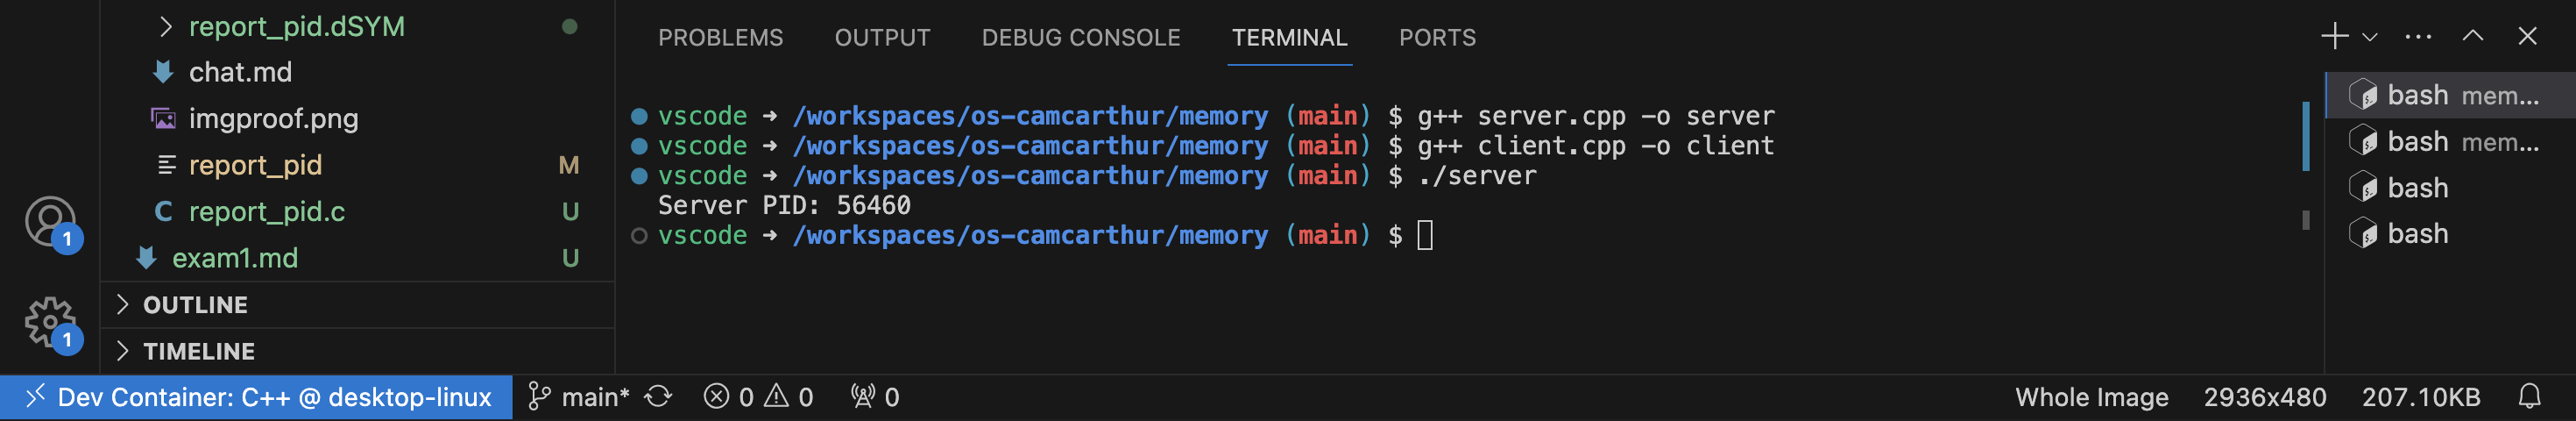 report_pid.dSYM
chat.md
imgproof.png
report_pid M
C report_pid.c U
exam1.md U
OUTLINE
TIMELINE
1
1
PROBLEMS OUTPUT DEBUG CONSOLE TERMINAL PORTS
vscode ➜ /workspaces/os-camcarthur/memory (main) $ g++ server.cpp -o server
vscode ➜ /workspaces/os-camcarthur/memory (main) $ g++ client.cpp -o client
vscode ➜ /workspaces/os-camcarthur/memory (main) $ ./server
Server PID: 56460
vscode ➜ /workspaces/os-camcarthur/memory (main) $
bash mem...
bash mem...
bash
bash
Dev Container: C++ @ desktop-linux main* 0 0 0 Whole Image 2936x480 207.10KB